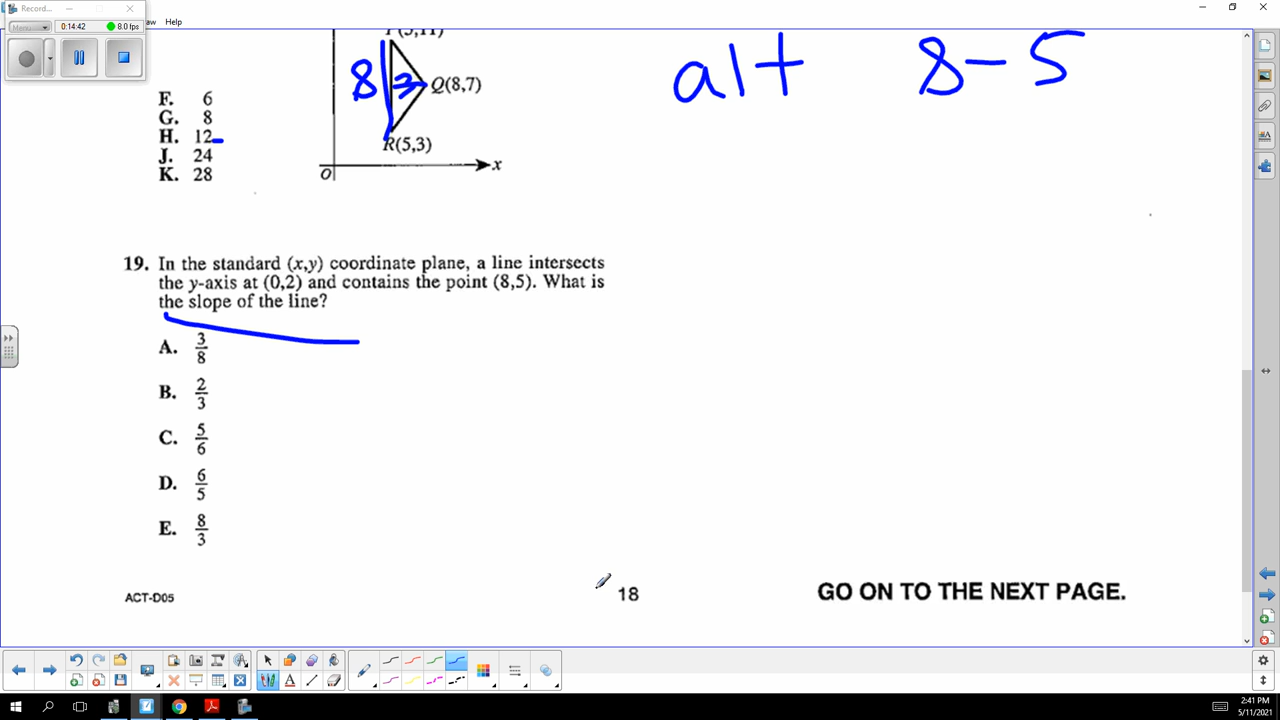 Record...
Menu
0:14:42
8.0 fps
Help
8
3
Q(8,7)
R(5,3)
O
x
alt 8-5
F. 6
G. 8
H. 12
J. 24
K. 28
19. In the standard (x,y) coordinate plane, a line intersects
the y-axis at (0,2) and contains the point (8,5). What is
the slope of the line?
A. 3/8
B. 2/3
C. 5/6
D. 6/5
E. 8/3
ACT-D05
18
GO ON TO THE NEXT PAGE.
2:41 PM
5/11/2021